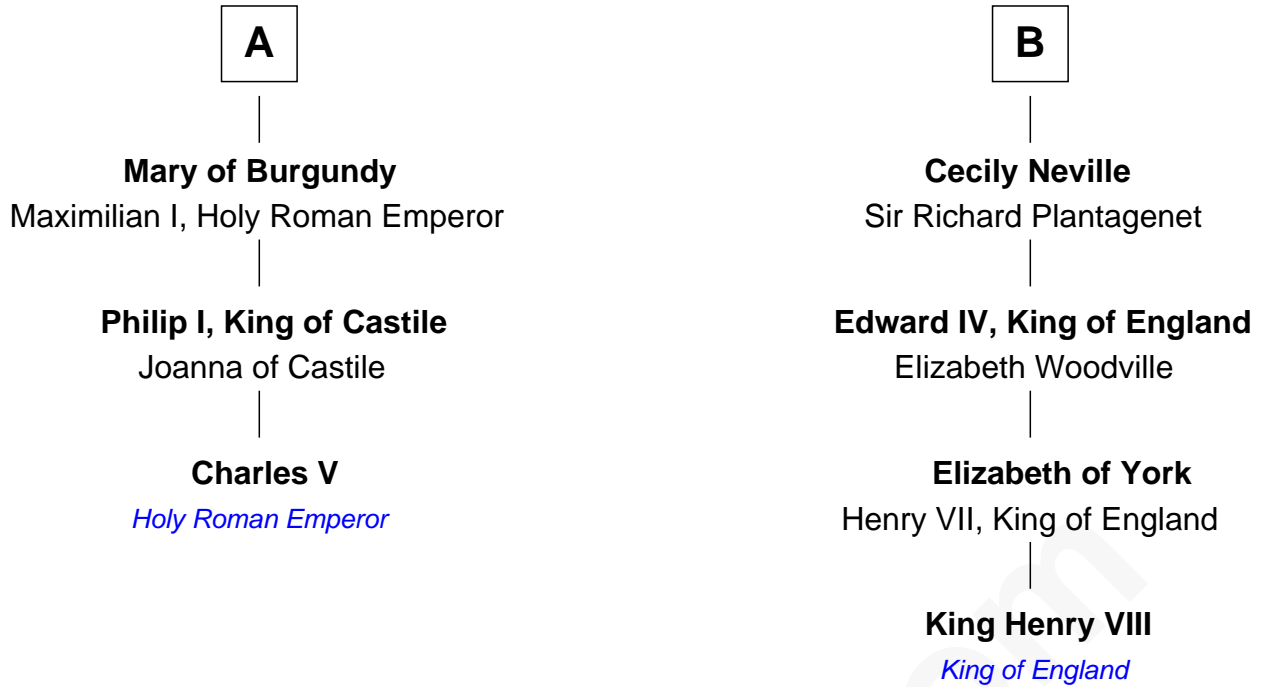 A
Mary of Burgundy
Maximilian I, Holy Roman Emperor
Philip I, King of Castile
Joanna of Castile
Charles V
Holy Roman Emperor
B
Cecily Neville
Sir Richard Plantagenet
Edward IV, King of England
Elizabeth Woodville
Elizabeth of York
Henry VII, King of England
King Henry VIII
King of England